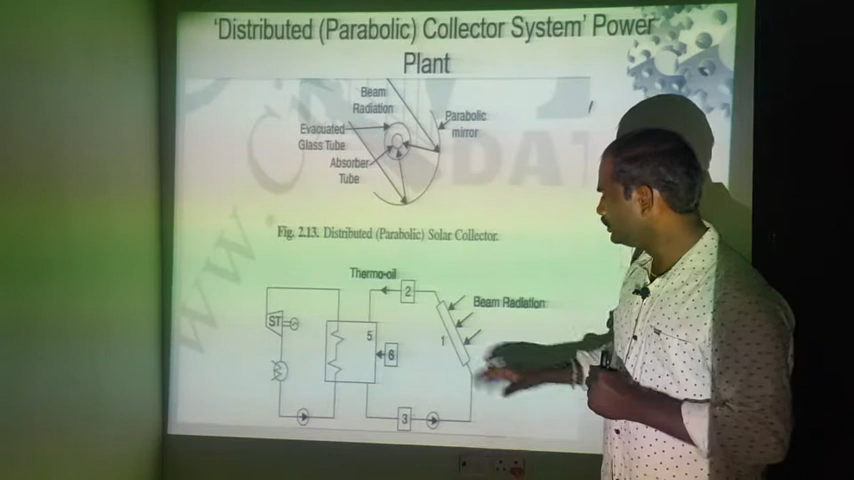 'Distributed (Parabolic) Collector System' Power
Plant
Beam
Radiation
Parabolic
mirror
Evacuated
Glass Tube
Absorber
Tube
DATA
Fig. 2.13. Distributed (Parabolic) Solar Collector.
Thermo-oil
2
Beam Radiation
ST
5
1
6
3